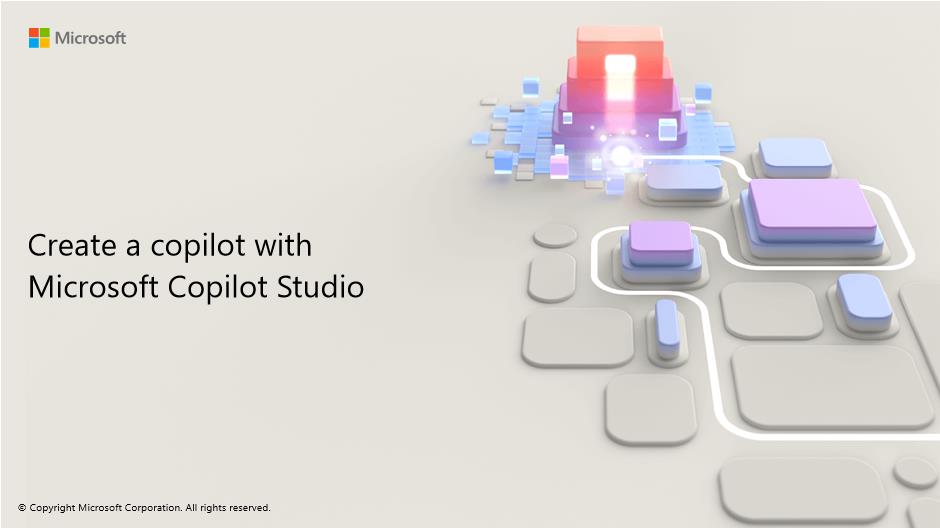 Microsoft
Create a copilot with
Microsoft Copilot Studio
© Copyright Microsoft Corporation. All rights reserved.